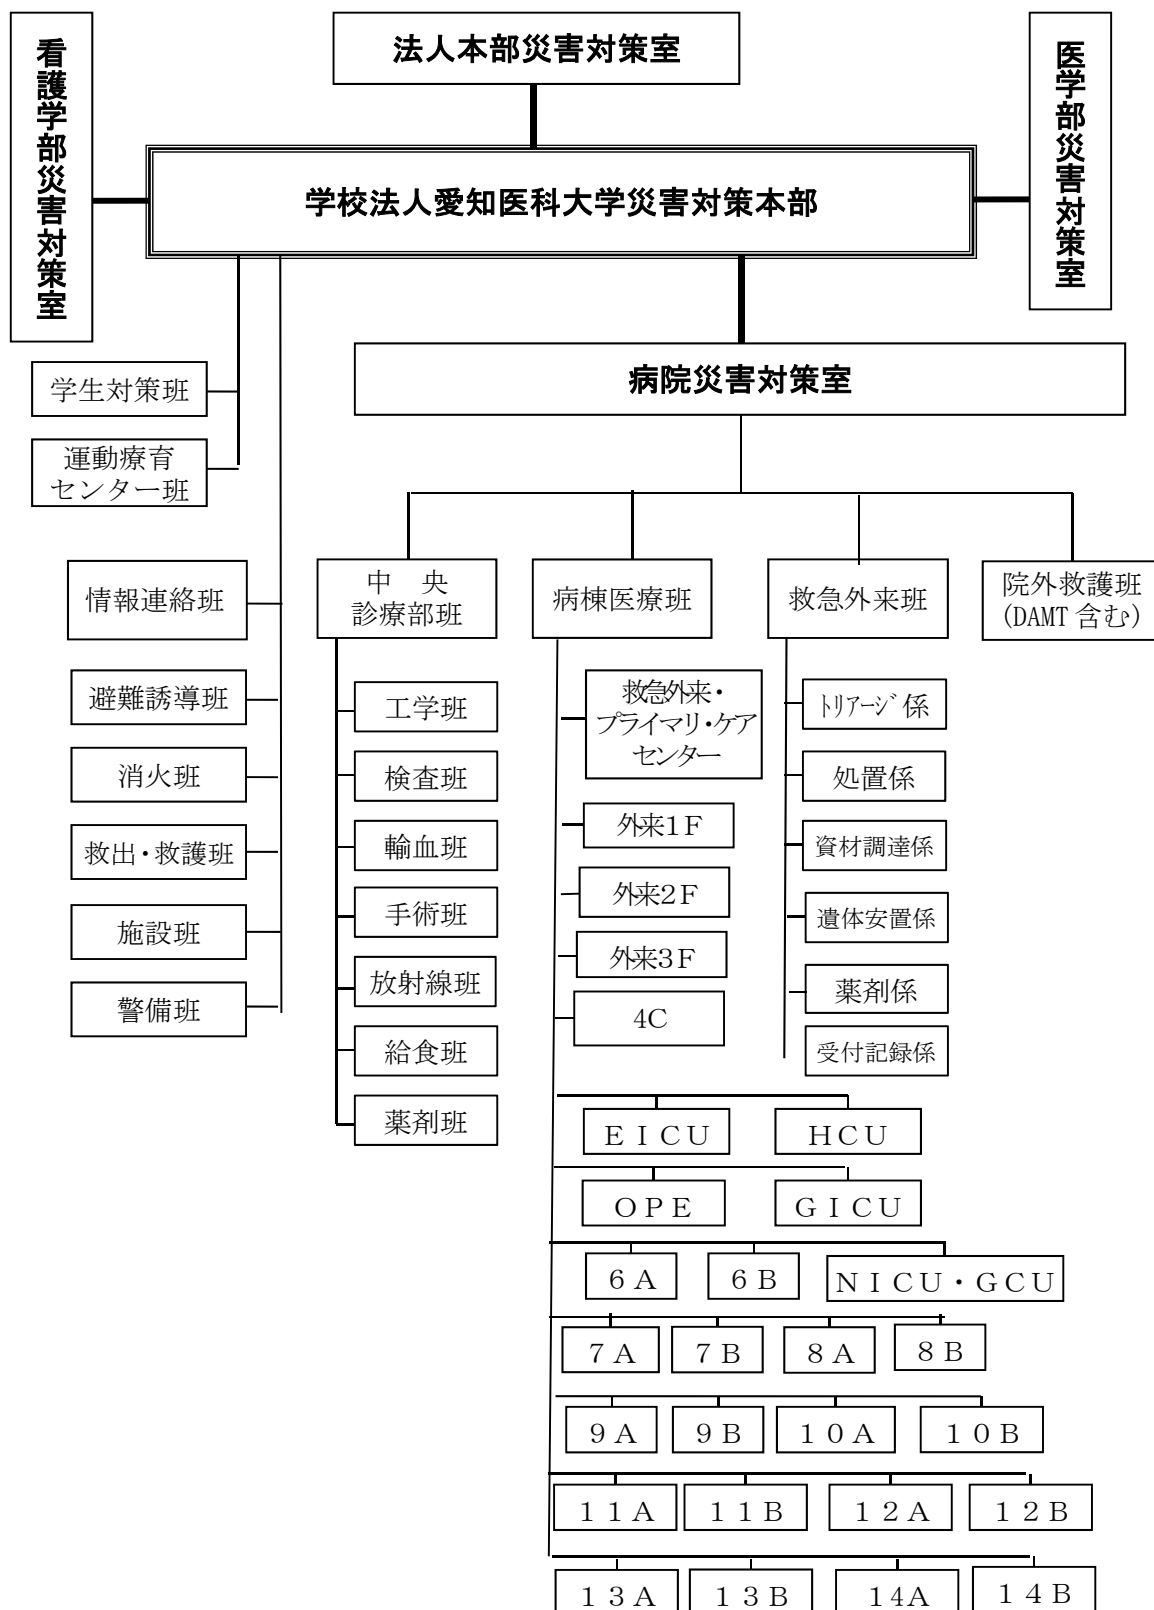 法人本部災害対策室
看護学部災害対策室
医学部災害対策室
学校法人愛知医科大学災害対策本部
病院災害対策室
学生対策班
運動療育
センター班
情報連絡班
避難誘導班
消火班
救出・救護班
施設班
警備班
中　央
診療部班
工学班
検査班
輸血班
手術班
放射線班
給食班
薬剤班
病棟医療班
救急外来・
プライマリ・ケア
センター
外来1F
外来2F
外来3F
4C
EICU
HCU
OPE
GICU
6A
6B
NICU・GCU
7A
7B
8A
8B
9A
9B
10A
10B
11A
11B
12A
12B
13A
13B
14A
14B
救急外来班
ﾄﾘｱｰｼﾞ係
処置係
資材調達係
遺体安置係
薬剤係
受付記録係
院外救護班
(DAMT含む)